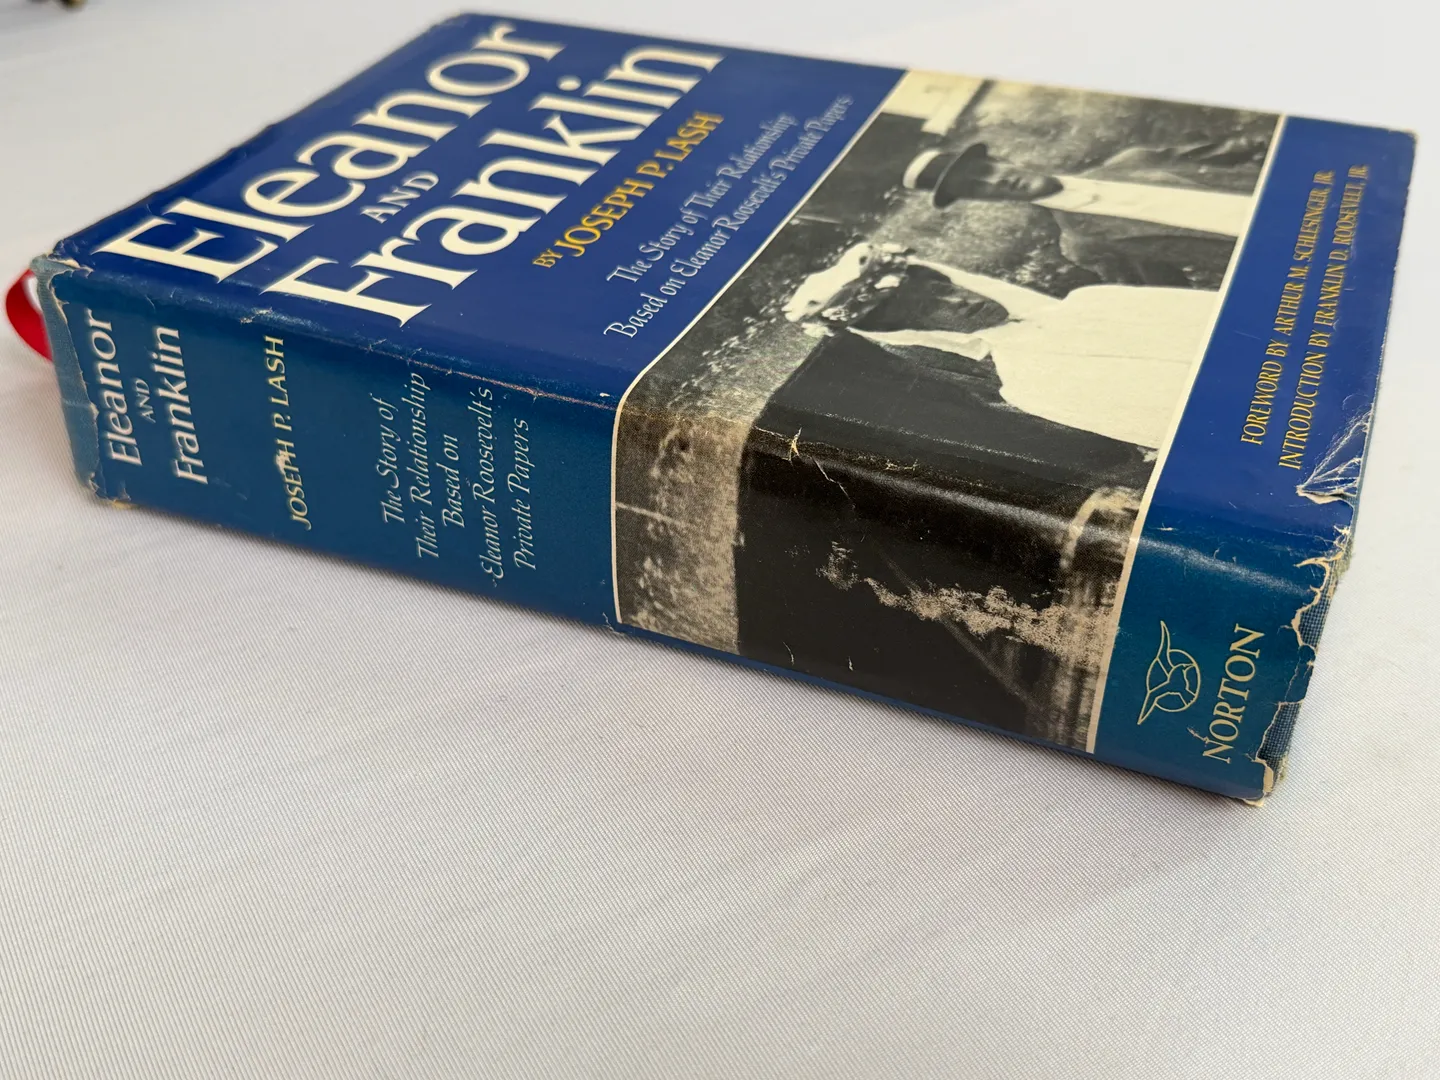 Eleanor
AND
Franklin
BY JOSEPH P. LASH
The Story of Their Relationship
Based on Eleanor Roosevelt's Private Papers
FOREWORD BY ARTHUR M. SCHLESINGER, JR.
INTRODUCTION BY FRANKLIN D. ROOSEVELT, JR.
Eleanor
AND
Franklin
JOSEPH P. LASH
The Story of
Their Relationship
Based on
Eleanor Roosevelt's
Private Papers
NORTON